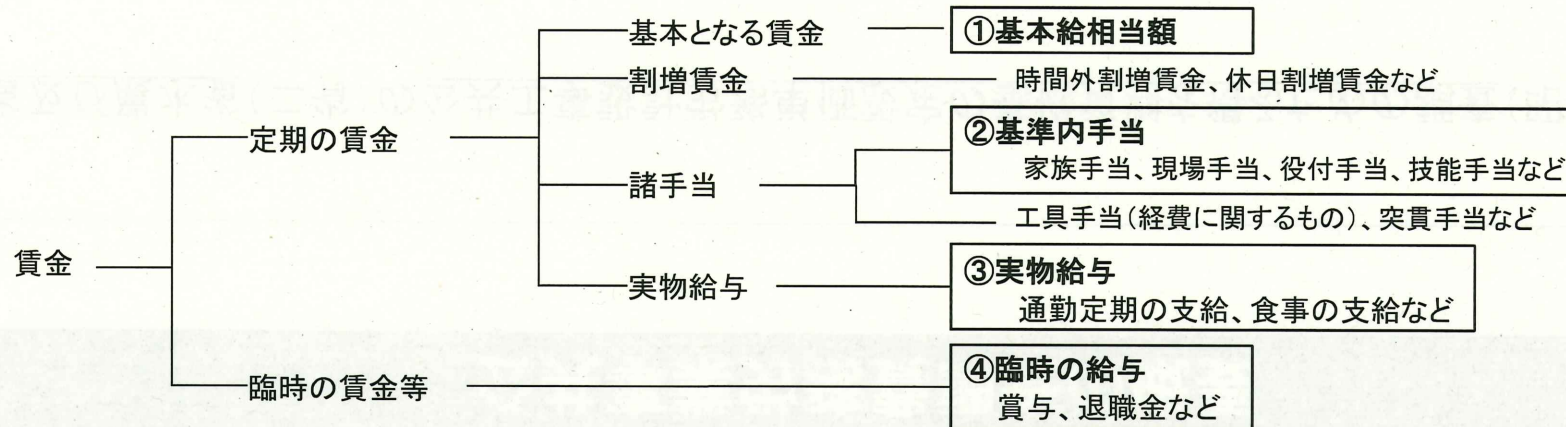 基本となる賃金
①基本給相当額
割増賃金
時間外割増賃金、休日割増賃金など
定期の賃金
②基準内手当
家族手当、現場手当、役付手当、技能手当など
諸手当
工具手当(経費に関するもの)、突貫手当など
賃金
③実物給与
実物給与
通勤定期の支給、食事の支給など
臨時の賃金等
④臨時の給与
賞与、退職金など